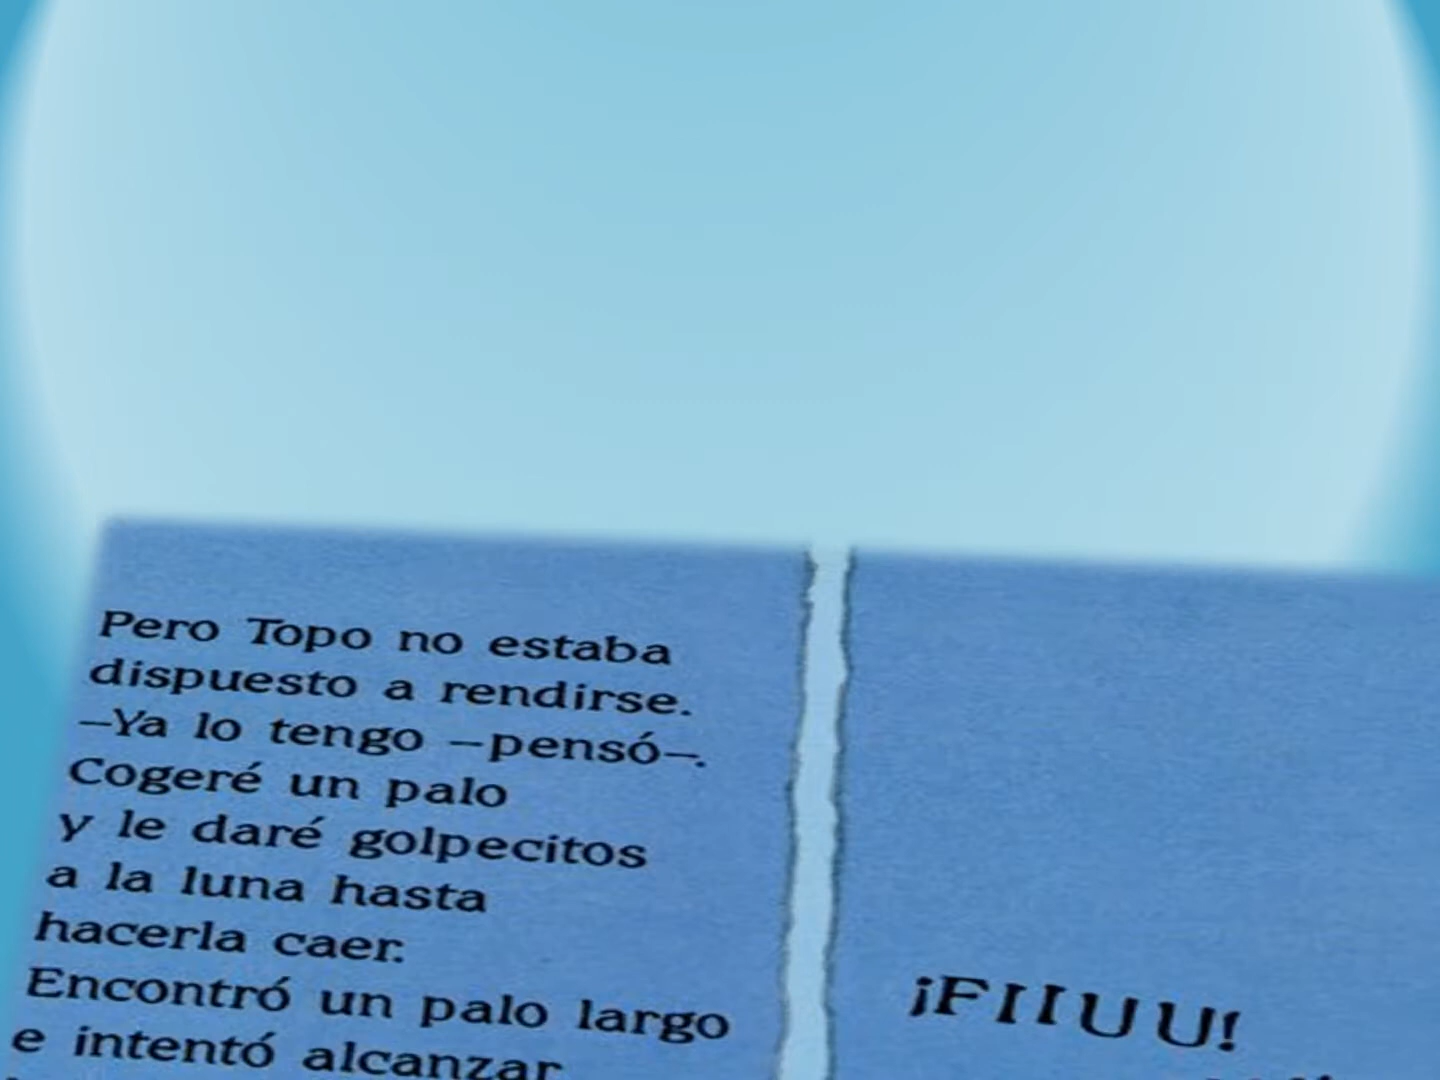 Pero Topo no estaba
dispuesto a rendirse.
—Ya lo tengo —pensó—.
Cogeré un palo
y le daré golpecitos
a la luna hasta
hacerla caer.
Encontró un palo largo
e intentó alcanzar
¡FIIUU!